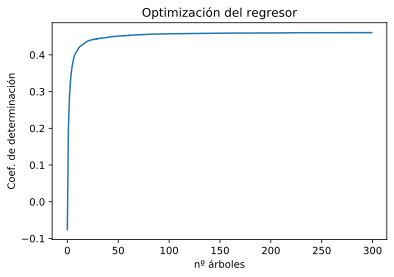 Optimización del regresor
Coef. de determinación
0.4
0.3
0.2
0.1
0.0
−0.1
0 50 100 150 200 250 300
nº árboles